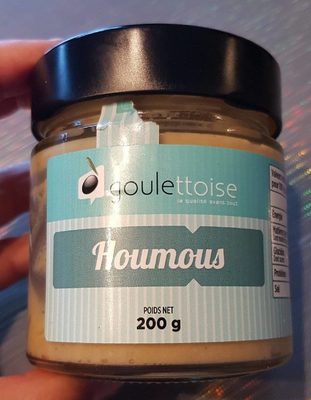 goulettoise
la qualité avant tout
Houmous
POIDS NET
200 g